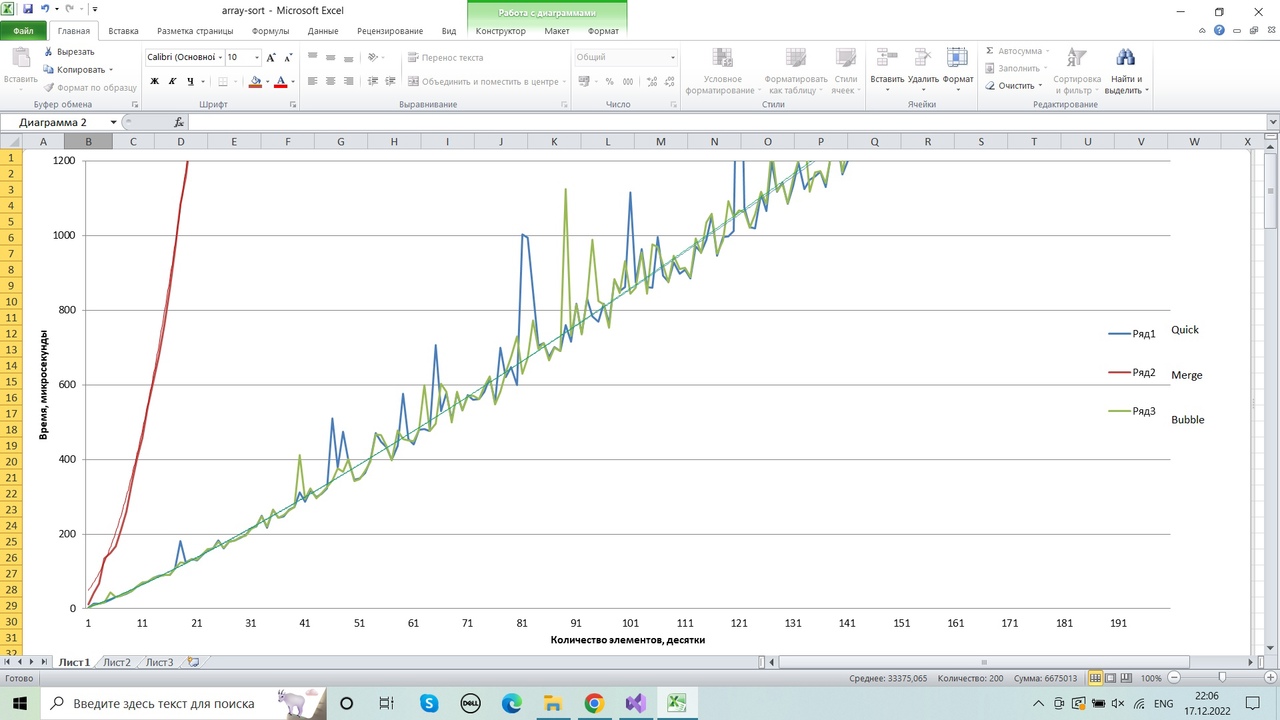 array-sort - Microsoft Excel
Работа с диаграммами
Файл Главная Вставка Разметка страницы Формулы Данные Рецензирование Вид Конструктор Макет Формат
Вставить
Вырезать
Копировать
Формат по образцу
Буфер обмена
Calibri (Основної 10
Ж К Ч
Шрифт
Перенос текста
Объединить и поместить в центре
Выравнивание
Общий
% 000
Число
Условное форматирование
Форматировать как таблицу
Стили ячеек
Стили
Вставить Удалить Формат
Ячейки
Σ Автосумма
Заполнить
Очистить
Сортировка и фильтр
Найти и выделить
Редактирование
Диаграмма 2
fx
A B C D E F G H I J K L M N O P Q R S T U V W X
1
2
3
4
5
6
7
8
9
10
11
12
13
14
15
16
17
18
19
20
21
22
23
24
25
26
27
28
29
30
31
32
1200
1000
800
600
400
200
0
Время, микросекунды
1 11 21 31 41 51 61 71 81 91 101 111 121 131 141 151 161 171 181 191
Количество элементов, десятки
Ряд1 Quick
Ряд2 Merge
Ряд3 Bubble
Лист1 Лист2 Лист3
Готово
Среднее: 33375,065 Количество: 200 Сумма: 6675013 100%
Введите здесь текст для поиска
DELL
ENG
22:06
17.12.2022